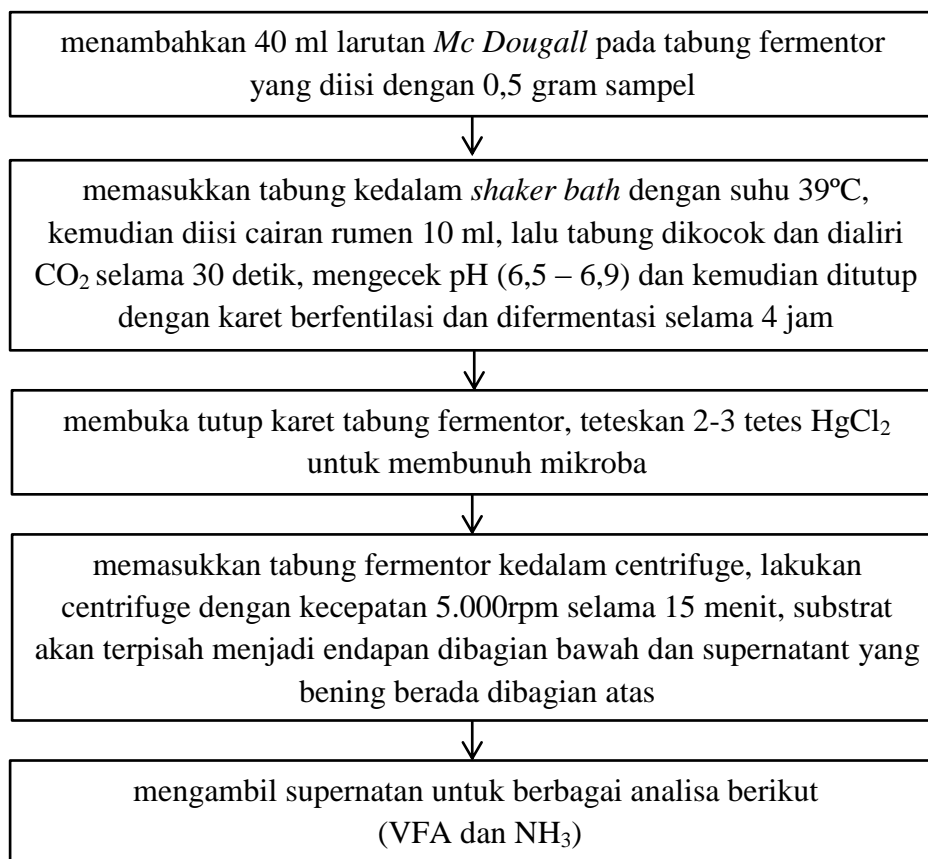 menambahkan 40 ml larutan Mc Dougall pada tabung fermentor
yang diisi dengan 0,5 gram sampel
memasukkan tabung kedalam shaker bath dengan suhu 39ºC,
kemudian diisi cairan rumen 10 ml, lalu tabung dikocok dan dialiri
CO₂ selama 30 detik, mengecek pH (6,5 – 6,9) dan kemudian ditutup
dengan karet berfentilasi dan difermentasi selama 4 jam
membuka tutup karet tabung fermentor, teteskan 2-3 tetes HgCl₂
untuk membunuh mikroba
memasukkan tabung fermentor kedalam centrifuge, lakukan
centrifuge dengan kecepatan 5.000rpm selama 15 menit, substrat
akan terpisah menjadi endapan dibagian bawah dan supernatant yang
bening berada dibagian atas
mengambil supernatan untuk berbagai analisa berikut
(VFA dan NH₃)